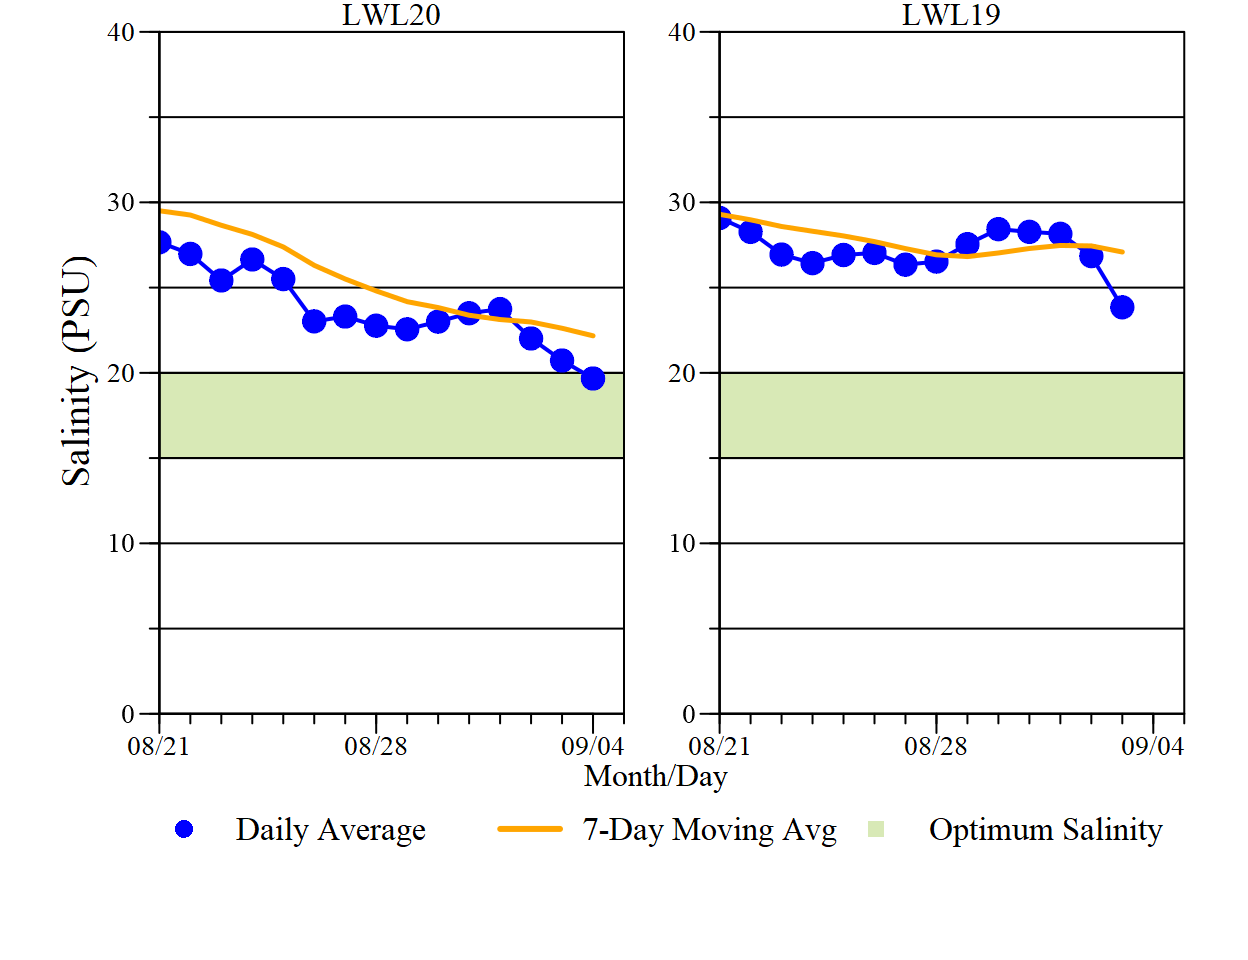 LWL20
LWL19
40
30
20
10
0
40
30
20
10
0
Salinity (PSU)
08/21
08/28
09/04
08/21
08/28
09/04
Month/Day
Daily Average
7-Day Moving Avg
Optimum Salinity